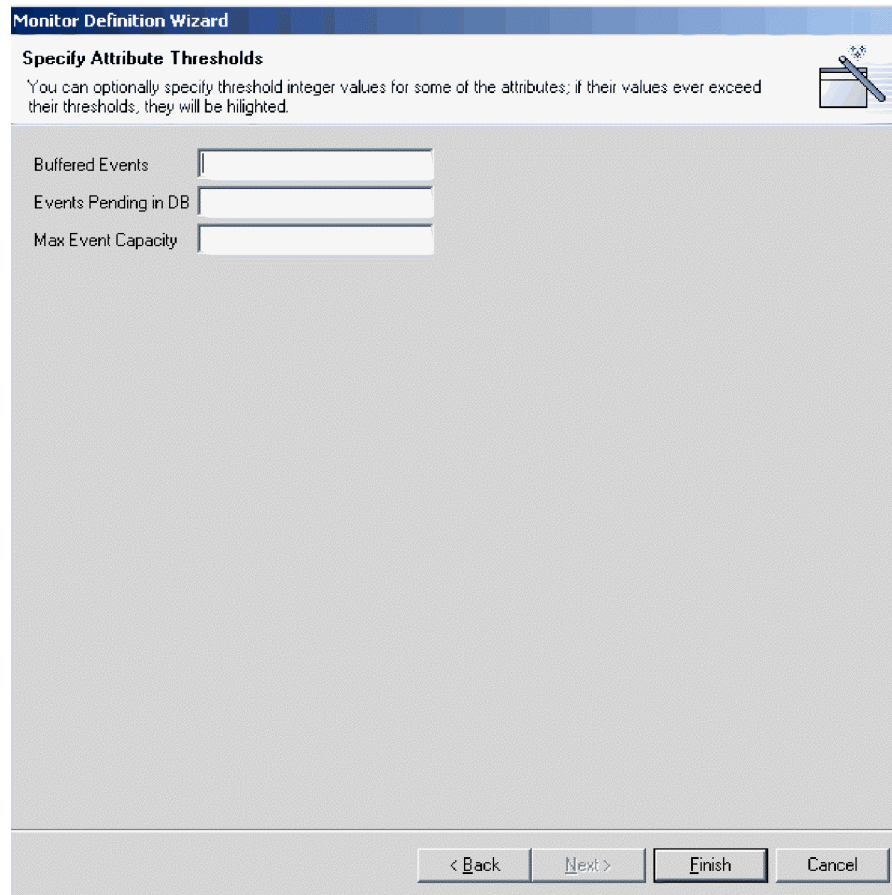 Monitor Definition Wizard
Specify Attribute Thresholds
You can optionally specify threshold integer values for some of the attributes; if their values ever exceed
their thresholds, they will be hilighted.
Buffered Events
Events Pending in DB
Max Event Capacity
< Back Next > Finish Cancel